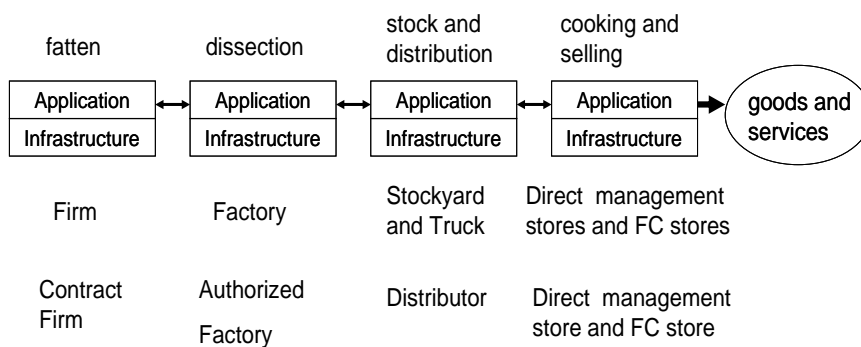 fatten
dissection
stock and
distribution
cooking and
selling
Application
Infrastructure
Application
Infrastructure
Application
Infrastructure
Application
Infrastructure
goods and
services
Firm
Factory
Stockyard
and Truck
Direct management
stores and FC stores
Contract
Firm
Authorized
Factory
Distributor
Direct management
store and FC store